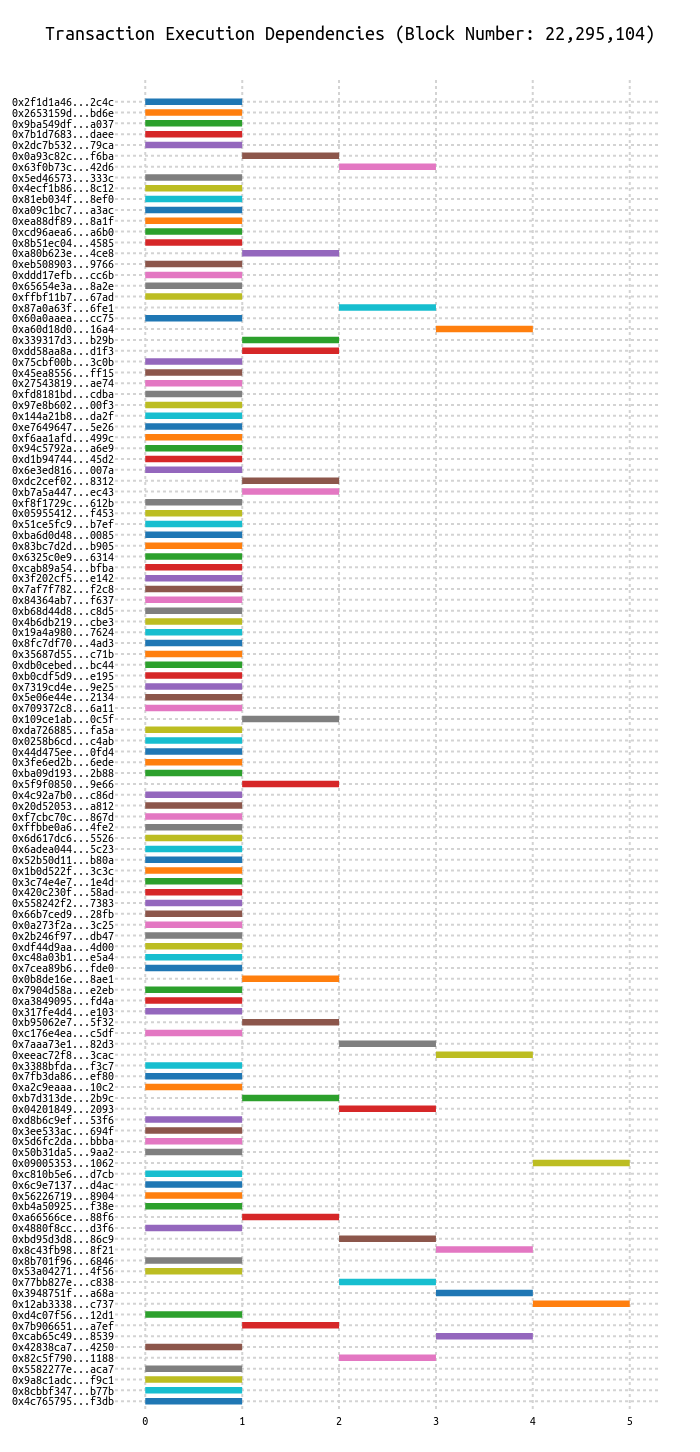 Transaction Execution Dependencies (Block Number: 22,295,104)
0x2f1d1a46...2c4c
0x2653159d...bd6e
0x9ba549df...a037
0x7b1d7683...daee
0x2dc7b532...79ca
0x0a93c82c...f6ba
0x63f0b73c...42d6
0x5ed46573...333c
0x4ecf1b86...8c12
0x81eb034f...8ef0
0xa09c1bc7...a3ac
0xea88df89...8a1f
0xcd96aea6...a6b0
0x8b51ec04...4585
0xa80b623e...4ce8
0xeb508903...9766
0xddd17efb...cc6b
0x65654e3a...8a2e
0xffbf11b7...67ad
0x87a0a63f...6fe1
0x60a0aaea...cc75
0xa60d18d0...16a4
0x339317d3...b29b
0xdd58aa8a...d1f3
0x75cbf00b...3c0b
0x45ea8556...ff15
0x27543819...ae74
0xfd8181bd...cdba
0x97e8b602...00f3
0x144a21b8...da2f
0xe7649647...5e26
0xf6aa1afd...499c
0x94c5792a...a6e9
0xd1b94744...45d2
0x6e3ed816...007a
0xdc2cef02...8312
0xb7a5a447...ec43
0xf8f1729c...612b
0x05955412...f453
0x51ce5fc9...b7ef
0xba6d0d48...0085
0x83bc7d2d...b905
0x6325c0e9...6314
0xcab89a54...bfba
0x3f202cf5...e142
0x7af7f782...f2c8
0x84364ab7...f637
0xb68d44d8...c8d5
0x4b6db219...cbe3
0x19a4a980...7624
0x8fc7df70...4ad3
0x35687d55...c71b
0xdb0cebed...bc44
0xb0cdf5d9...e195
0x7319cd4e...9e25
0x5e06e44e...2134
0x709372c8...6a11
0x109ce1ab...0c5f
0xda726885...fa5a
0x0258b6cd...c4ab
0x44d475ee...0fd4
0x3fe6ed2b...6ede
0xba09d193...2b88
0x5f9f0850...9e66
0x4c92a7b0...c86d
0x20d52053...a812
0xf7cbc70c...867d
0xffbbe0a6...4fe2
0x6d617dc6...5526
0x6adea044...5c23
0x52b50d11...b80a
0x1b0d522f...3c3c
0x3c74e4e7...1e4d
0x420c230f...58ad
0x558242f2...7383
0x66b7ced9...28fb
0x0a273f2a...3c25
0x2b246f97...db47
0xdf44d9aa...4d00
0xc48a03b1...e5a4
0x7cea89b6...fde0
0x0b8de16e...8ae1
0x7904d58a...e2eb
0xa3849095...fd4a
0x317fe4d4...e103
0xb95062e7...5f32
0xc176e4ea...c5df
0x7aaa73e1...82d3
0xeeac72f8...3cac
0x3388bfda...f3c7
0x7fb3da86...ef80
0xa2c9eaaa...10c2
0xb7d313de...2b9c
0x04201849...2093
0xd8b6c9ef...53f6
0x3ee533ac...694f
0x5d6fc2da...bbba
0x50b31da5...9aa2
0x09005353...1062
0xc810b5e6...d7cb
0x6c9e7137...d4ac
0x56226719...8904
0xb4a50925...f38e
0xa66566ce...88f6
0x4880f8cc...d3f6
0xbd95d3d8...86c9
0x8c43fb98...8f21
0x8b701f96...6846
0x53a04271...4f56
0x77bb827e...c838
0x3948751f...a68a
0x12ab3338...c737
0xd4c07f56...12d1
0x7b906651...a7ef
0xcab65c49...8539
0x42838ca7...4250
0x82c5f790...1188
0x5582277e...aca7
0x9a8c1adc...f9c1
0x8cbbf347...b77b
0x4c765795...f3db
0 1 2 3 4 5